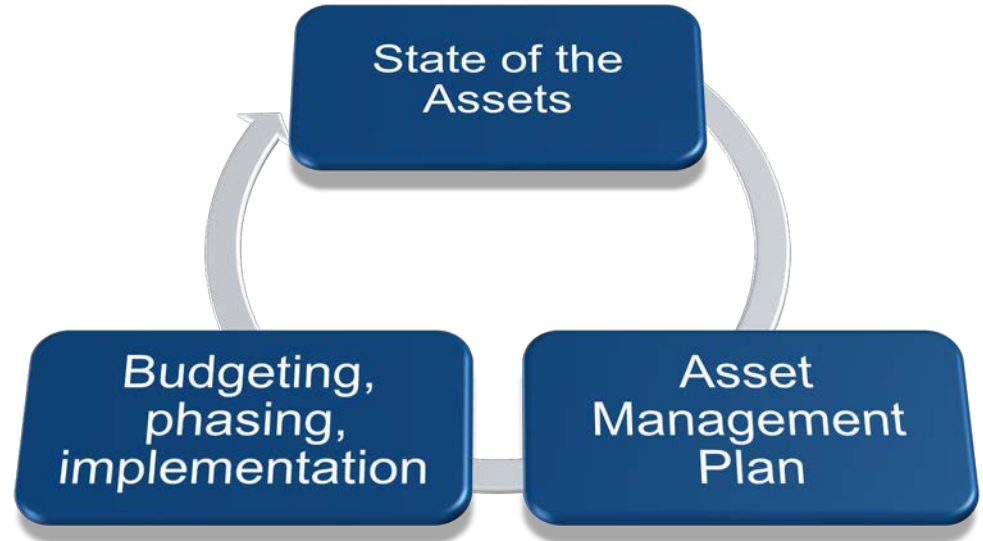 State of the
Assets
Budgeting,
phasing,
implementation
Asset
Management
Plan